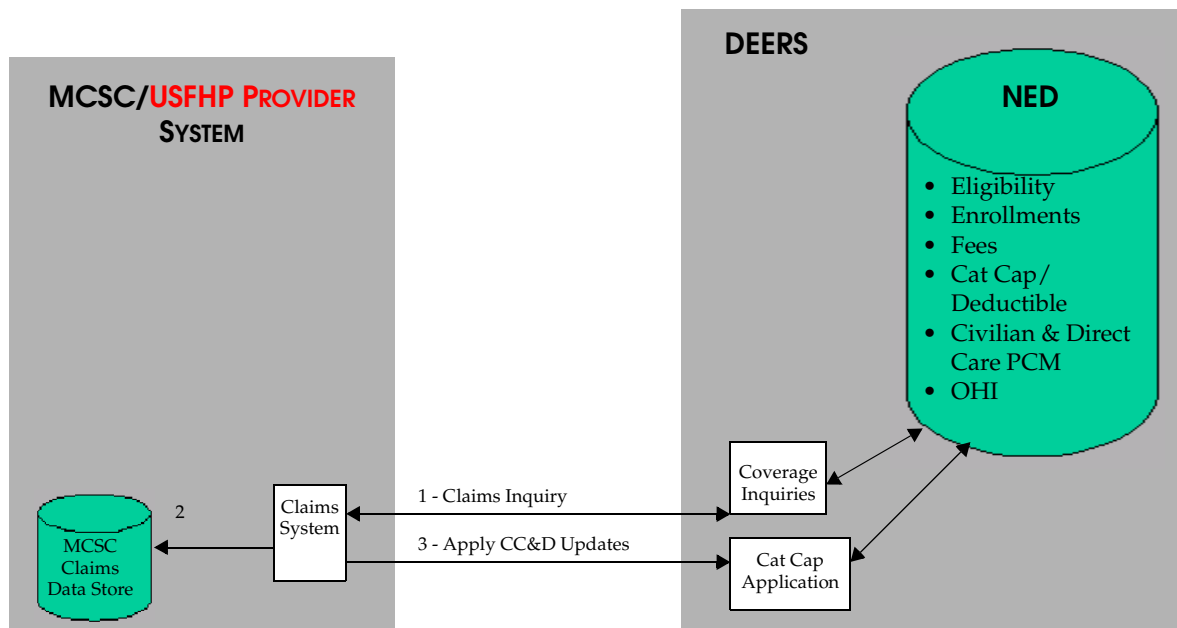 MCSC/USFHP PROVIDER
SYSTEM
DEERS
NED
• Eligibility
• Enrollments
• Fees
• Cat Cap/
Deductible
• Civilian & Direct
Care PCM
• OHI
Coverage
Inquiries
1 - Claims Inquiry
Claims
System
2
MCSC
Claims
Data Store
3 - Apply CC&D Updates
Cat Cap
Application